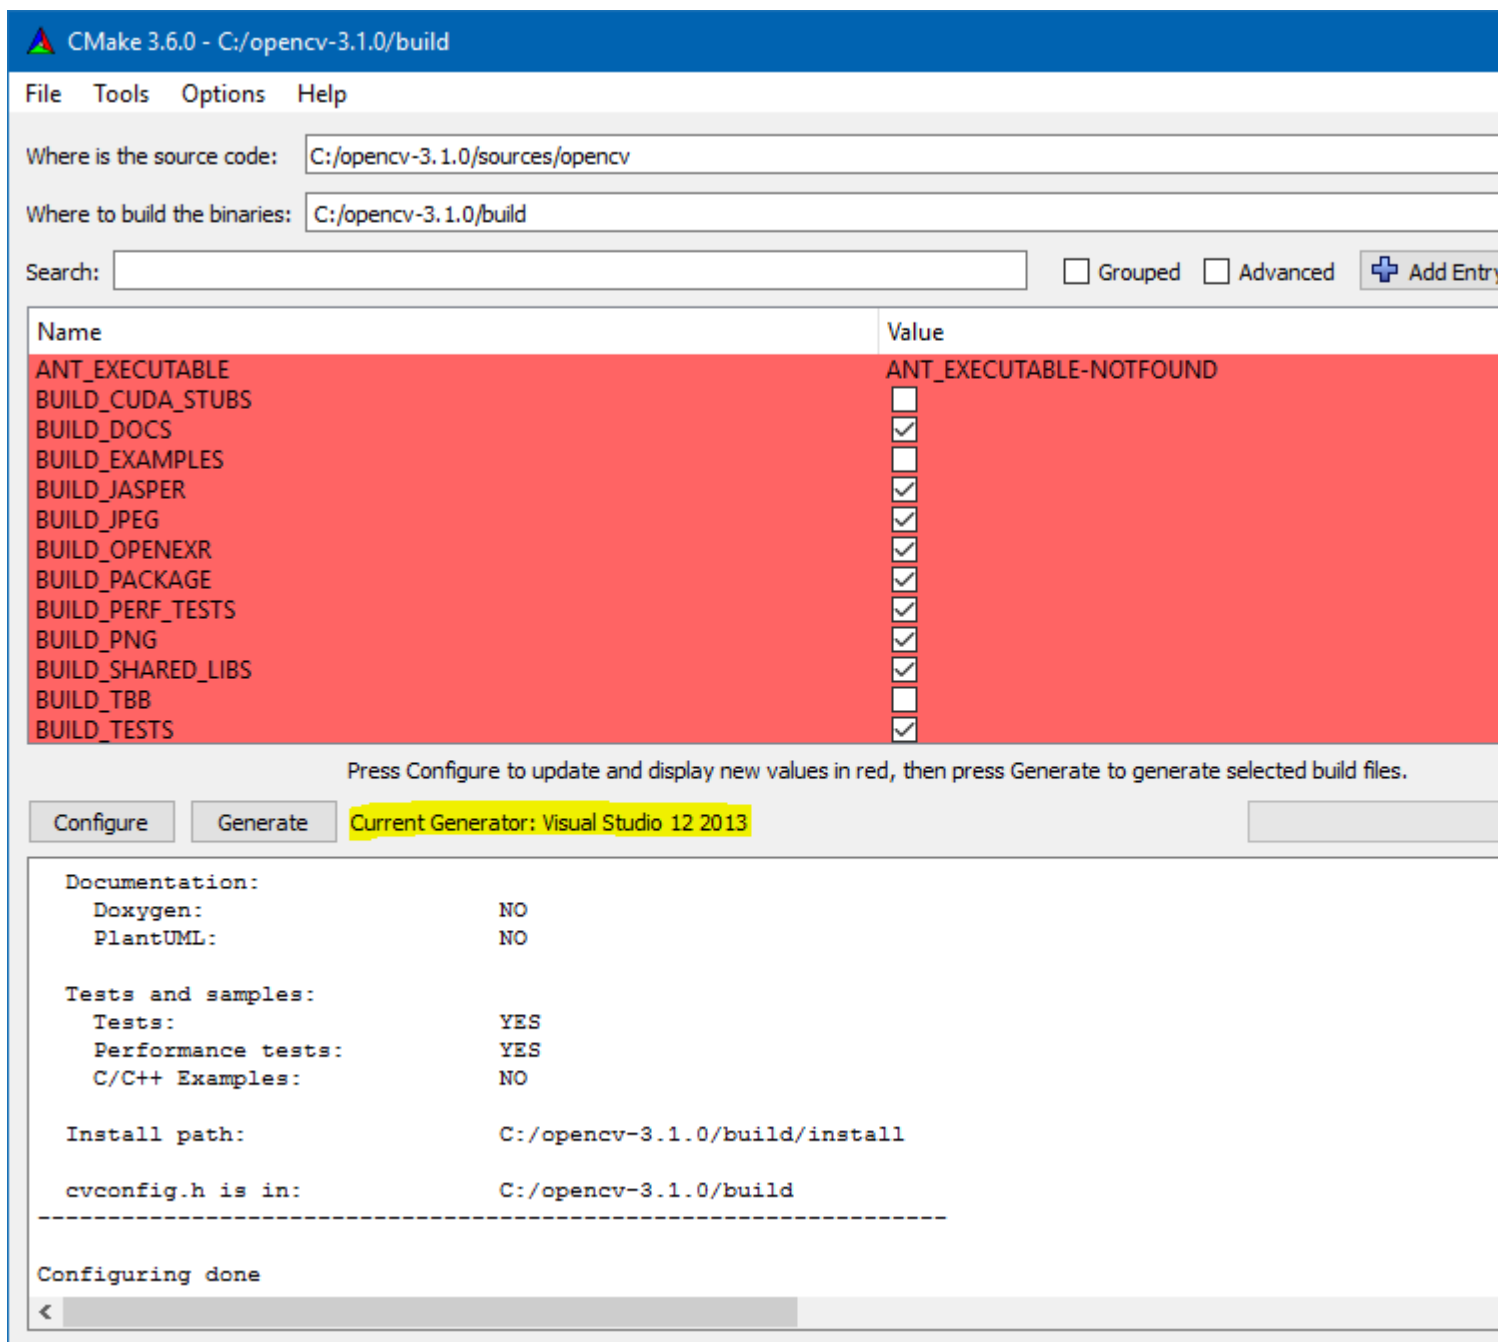 CMake 3.6.0 - C:/opencv-3.1.0/build
File Tools Options Help
Where is the source code: C:/opencv-3.1.0/sources/opencv
Where to build the binaries: C:/opencv-3.1.0/build
Search: Grouped Advanced Add Entry
Name Value
ANT_EXECUTABLE ANT_EXECUTABLE-NOTFOUND
BUILD_CUDA_STUBS
BUILD_DOCS
BUILD_EXAMPLES
BUILD_JASPER
BUILD_JPEG
BUILD_OPENEXR
BUILD_PACKAGE
BUILD_PERF_TESTS
BUILD_PNG
BUILD_SHARED_LIBS
BUILD_TBB
BUILD_TESTS
Press Configure to update and display new values in red, then press Generate to generate selected build files.
Configure Generate Current Generator: Visual Studio 12 2013
Documentation:
Doxygen: NO
PlantUML: NO
Tests and samples:
Tests: YES
Performance tests: YES
C/C++ Examples: NO
Install path: C:/opencv-3.1.0/build/install
cvconfig.h is in: C:/opencv-3.1.0/build
-----------------------------------------------------------------
Configuring done